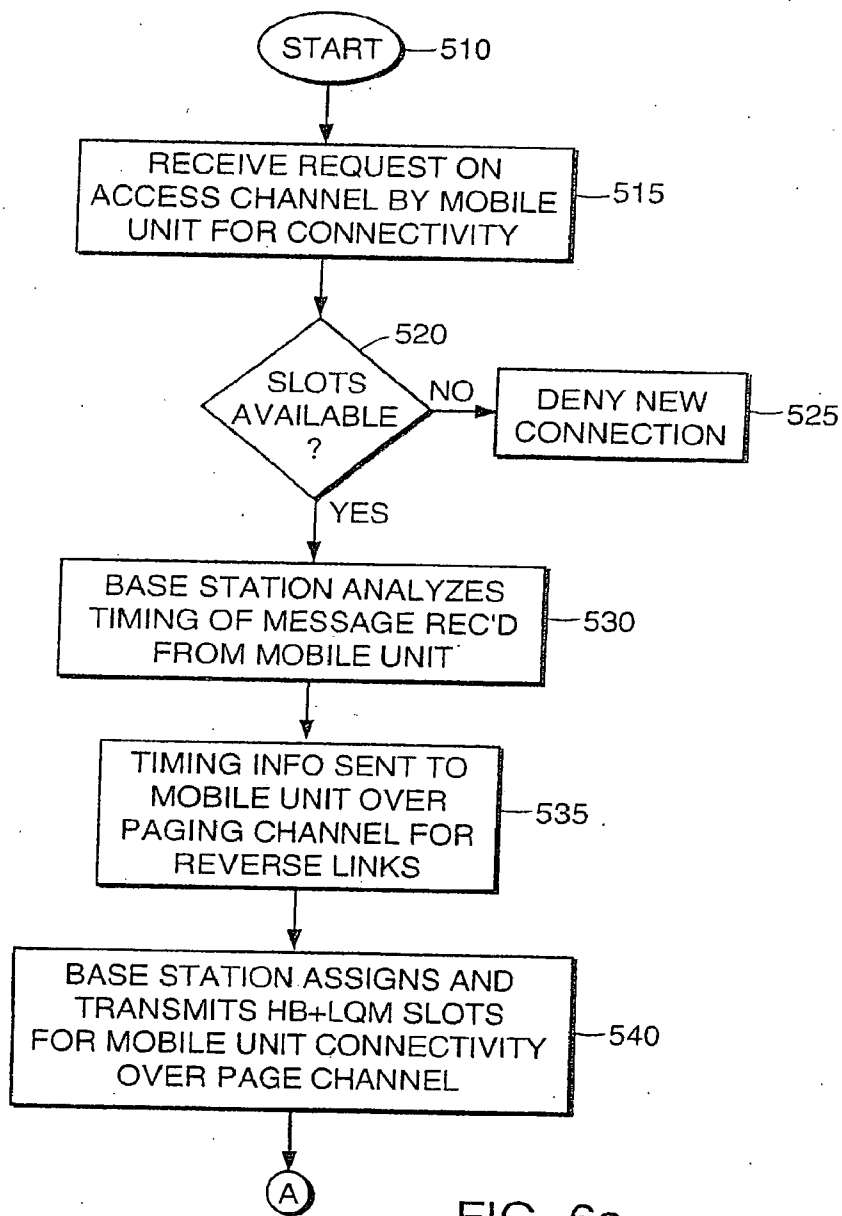 START
510
RECEIVE REQUEST ON
ACCESS CHANNEL BY MOBILE
UNIT FOR CONNECTIVITY
515
520
SLOTS
AVAILABLE
?
NO
DENY NEW
CONNECTION
525
YES
BASE STATION ANALYZES
TIMING OF MESSAGE REC'D
FROM MOBILE UNIT
530
TIMING INFO SENT TO
MOBILE UNIT OVER
PAGING CHANNEL FOR
REVERSE LINKS
535
BASE STATION ASSIGNS AND
TRANSMITS HB+LQM SLOTS
FOR MOBILE UNIT CONNECTIVITY
OVER PAGE CHANNEL
540
A
FIG. 6a